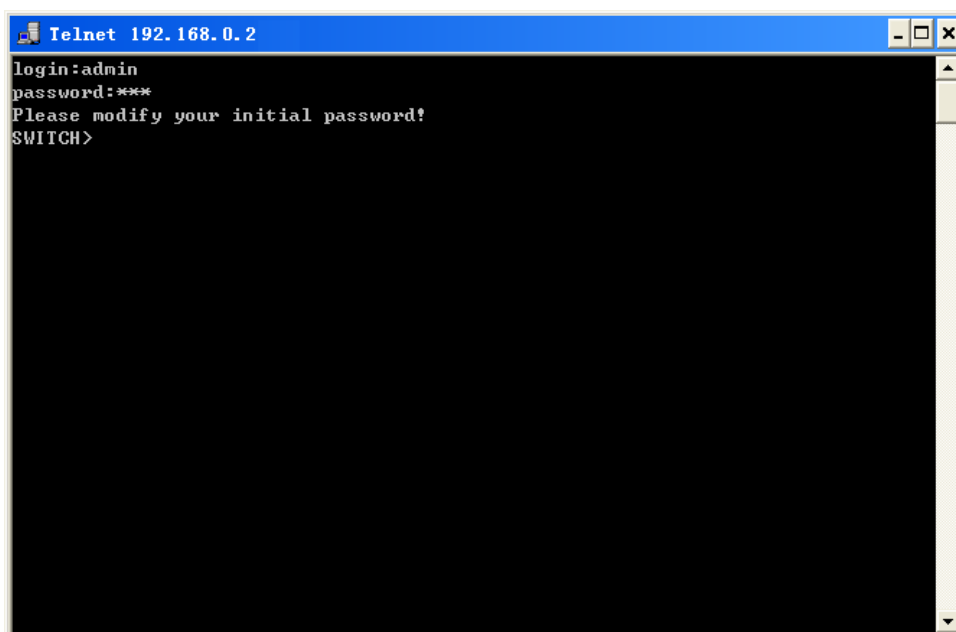 Telnet 192.168.0.2
login:admin
password:***
Please modify your initial password!
SWITCH>